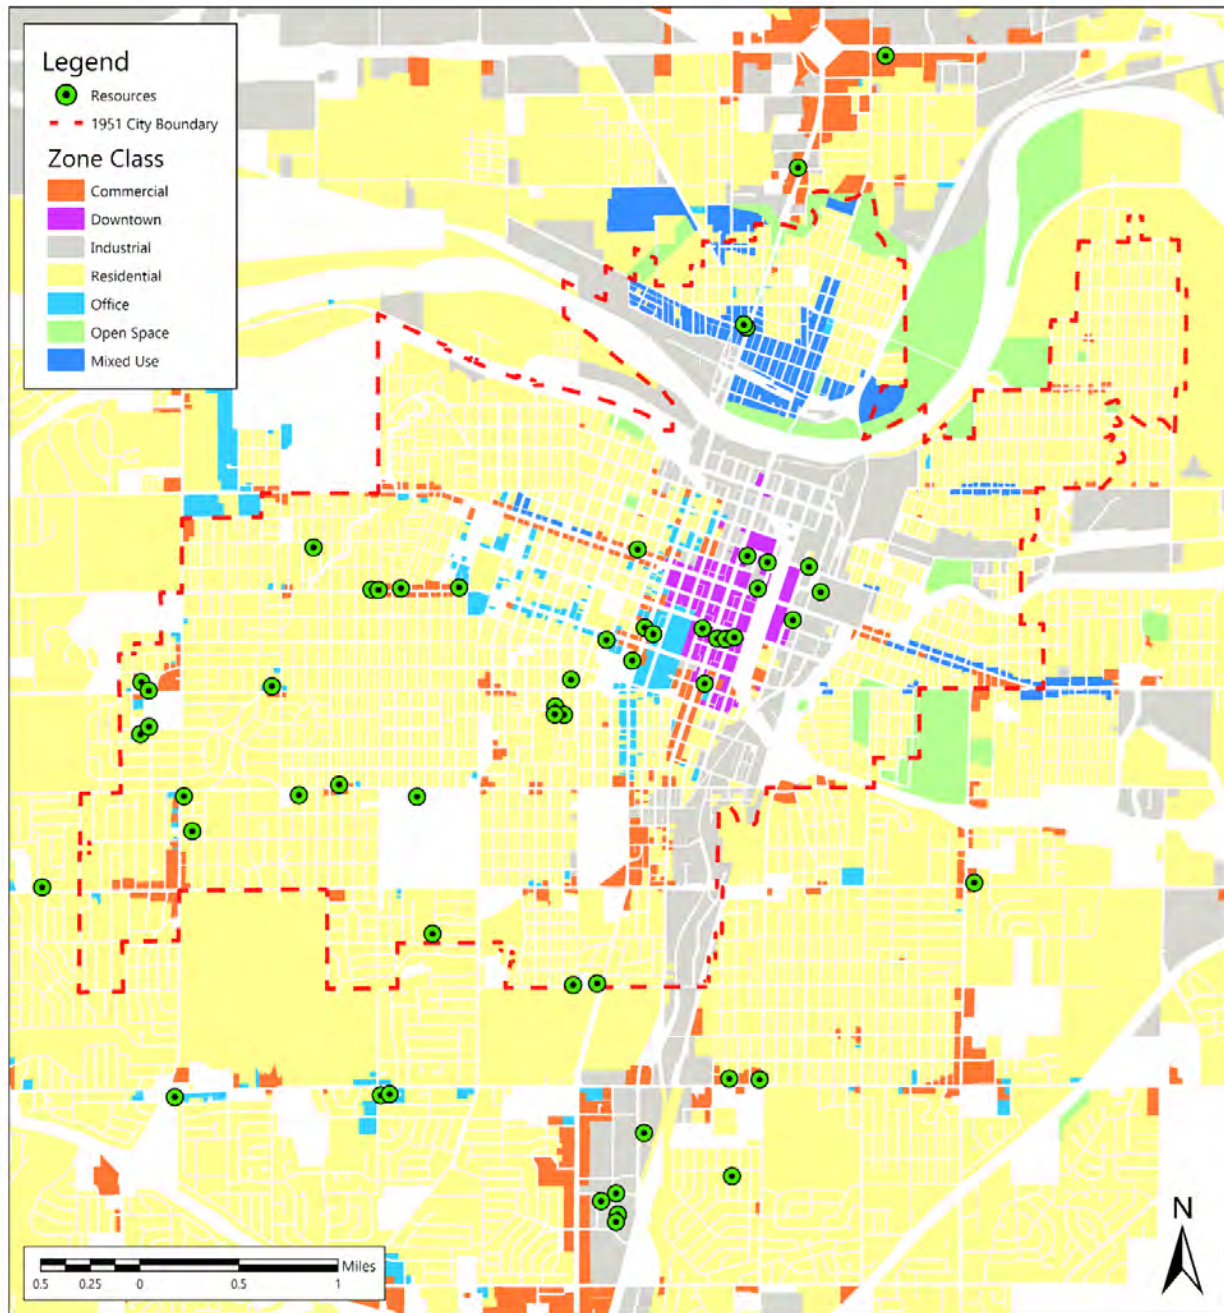 Legend
Resources
1951 City Boundary
Zone Class
Commercial
Downtown
Industrial
Residential
Office
Open Space
Mixed Use
N
Miles
0.5 0.25 0 0.5 1